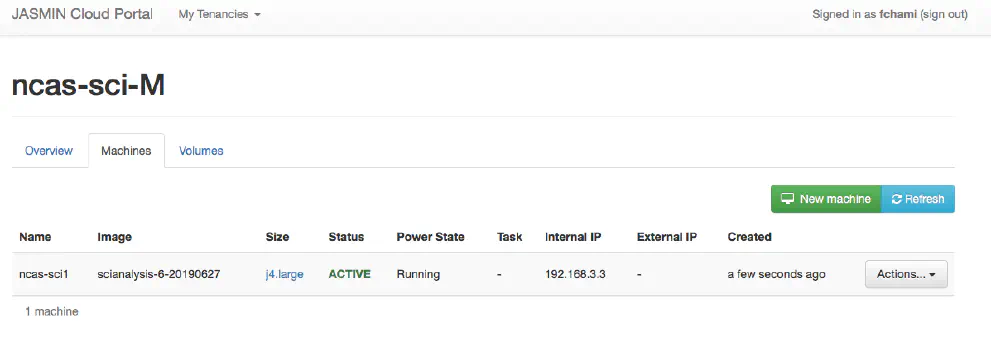 JASMIN Cloud Portal My Tenancies Signed in as fchami (sign out)
ncas-sci-M
Overview Machines Volumes
New machine Refresh
Name Image Size Status Power State Task Internal IP External IP Created
ncas-sci1 scianalysis-6-20190627 j4.large ACTIVE Running - 192.168.3.3 - a few seconds ago Actions...
1 machine